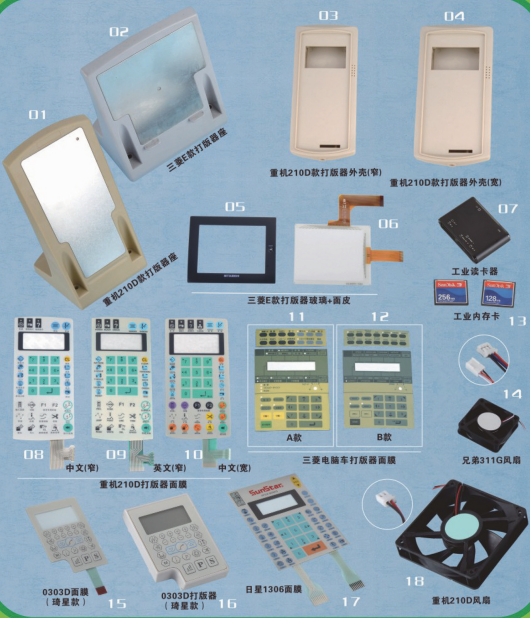 02
03
04
01
三菱E款打版器座
重机210D款打版器外壳(窄)
重机210D款打版器外壳(宽)
05
06
07
重机210D款打版器座
MITSUBISHI
工业读卡器
三菱E款打版器玻璃+面皮
SanDisk
256MB
SanDisk
128MB
工业内存卡
13
11
12
14
A款
B款
08
中文(窄)
09
英文(窄)
10
中文(宽)
三菱电脑车打版器面膜
兄弟311G风扇
重机210D打版器面膜
SunStar
0303D面膜
(琦星款)
15
0303D打版器
(琦星款)
16
日星1306面膜
17
18
重机210D风扇